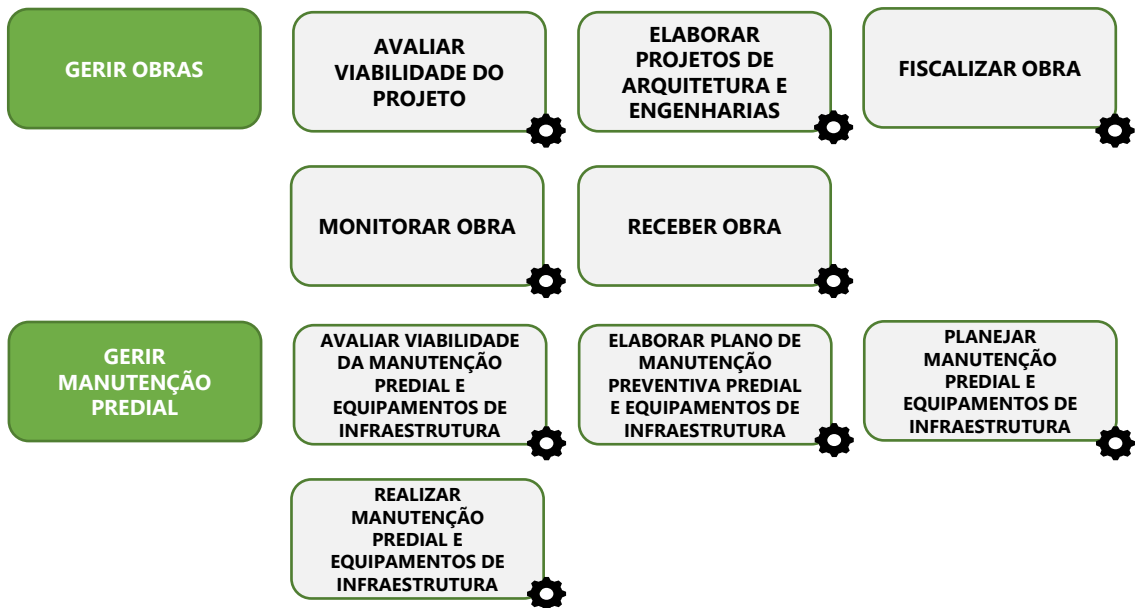 GERIR OBRAS
AVALIAR
VIABILIDADE DO
PROJETO
ELABORAR
PROJETOS DE
ARQUITETURA E
ENGENHARIAS
FISCALIZAR OBRA
MONITORAR OBRA
RECEBER OBRA
GERIR
MANUTENÇÃO
PREDIAL
AVALIAR VIABILIDADE
DA MANUTENÇÃO
PREDIAL E
EQUIPAMENTOS DE
INFRAESTRUTURA
ELABORAR PLANO DE
MANUTENÇÃO
PREVENTIVA PREDIAL
E EQUIPAMENTOS DE
INFRAESTRUTURA
PLANEJAR
MANUTENÇÃO
PREDIAL E
EQUIPAMENTOS DE
INFRAESTRUTURA
REALIZAR
MANUTENÇÃO
PREDIAL E
EQUIPAMENTOS DE
INFRAESTRUTURA